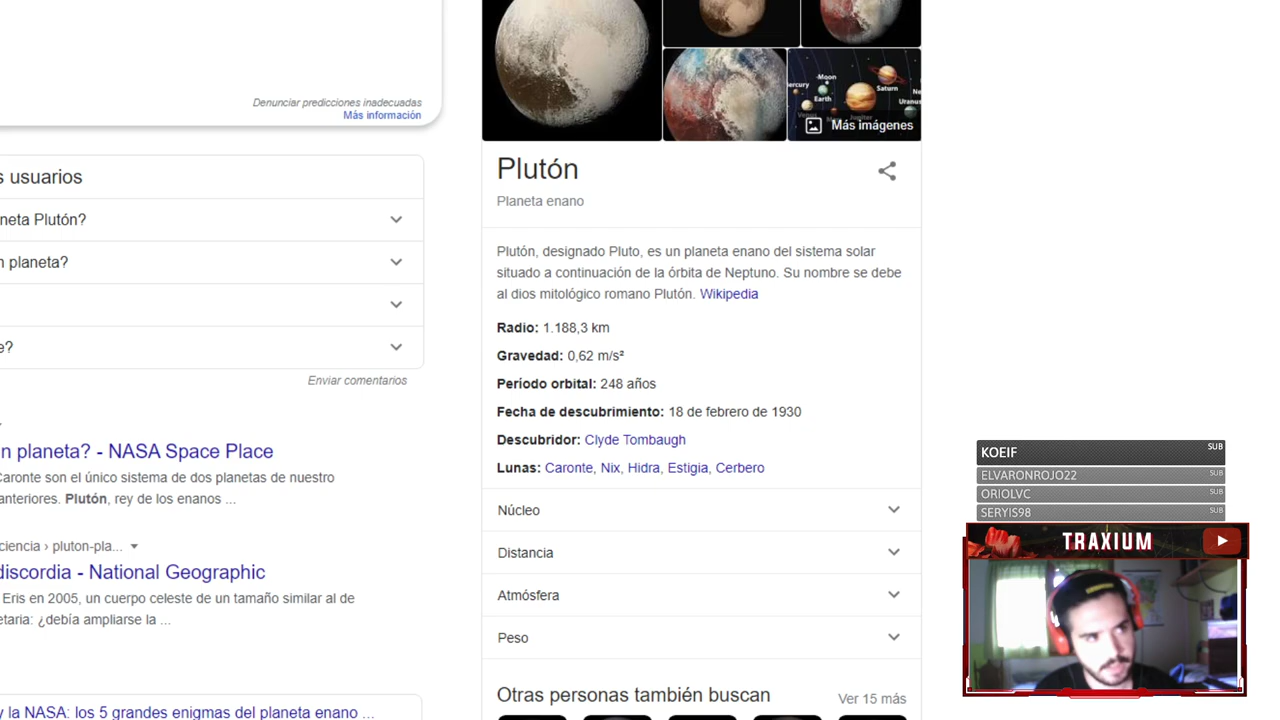 Denunciar predicciones inadecuadas
Más información
s usuarios
neta Plutón?
n planeta?
e?
Enviar comentarios
n planeta? - NASA Space Place
Caronte son el único sistema de dos planetas de nuestro
anteriores. Plutón, rey de los enanos ...
ciencia › pluton-pla...
discordia - National Geographic
Eris en 2005, un cuerpo celeste de un tamaño similar al de
etaria: ¿debía ampliarse la ...
y la NASA: los 5 grandes enigmas del planeta enano ...
Moon
Earth
Saturn
Más imágenes
Plutón
Planeta enano
Plutón, designado Pluto, es un planeta enano del sistema solar
situado a continuación de la órbita de Neptuno. Su nombre se debe
al dios mitológico romano Plutón. Wikipedia
Radio: 1.188,3 km
Gravedad: 0,62 m/s²
Período orbital: 248 años
Fecha de descubrimiento: 18 de febrero de 1930
Descubridor: Clyde Tombaugh
Lunas: Caronte, Nix, Hidra, Estigia, Cerbero
Núcleo
Distancia
Atmósfera
Peso
Otras personas también buscan
Ver 15 más
KOEIF SUB
ELVARONROJO22 SUB
ORIOLVC SUB
SERYIS98 SUB
TRAXIUM